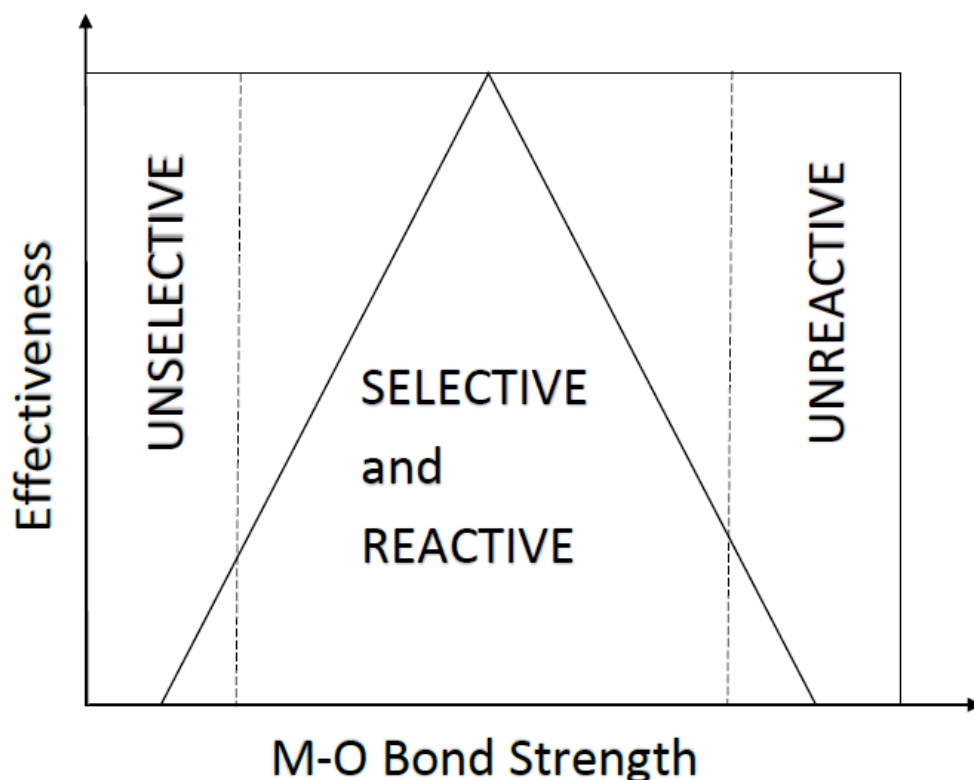 Effectiveness
UNSELECTIVE
SELECTIVE
and
REACTIVE
UNREACTIVE
M-O Bond Strength